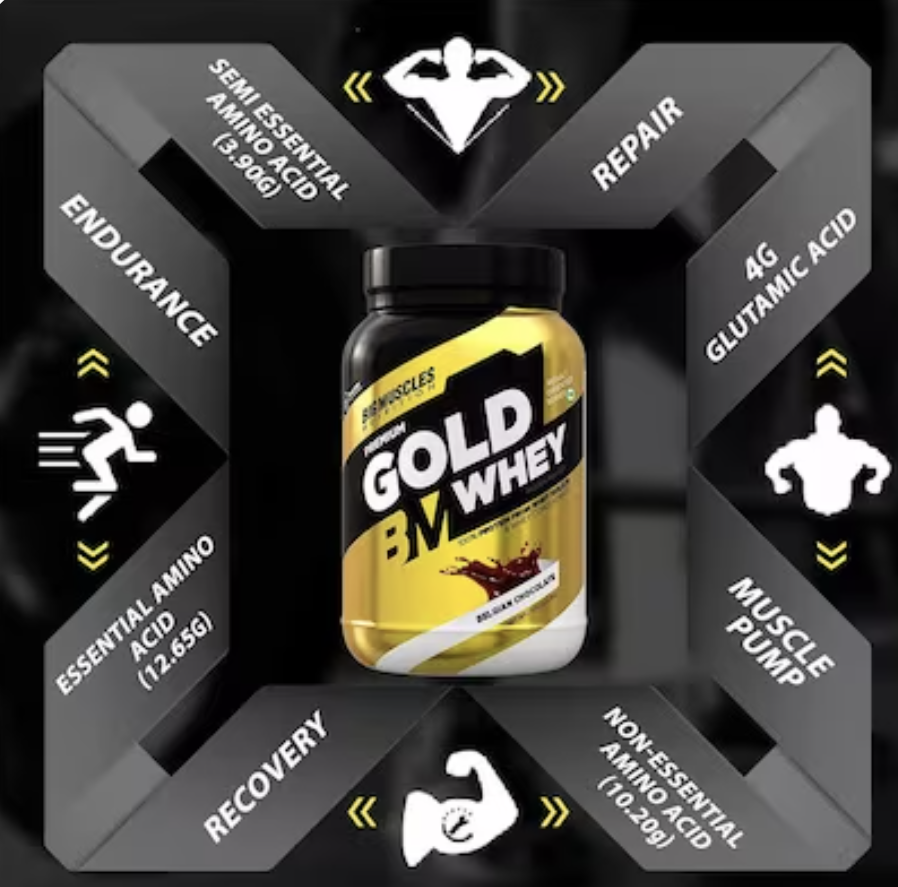 SEMI ESSENTIAL
AMINO ACID
(3.90G)
REPAIR
ENDURANCE
4G
GLUTAMIC ACID
BIGMUSCLES
NUTRITION
PREMIUM
GOLD
WHEY
BM
BELGIAN CHOCOLATE
ESSENTIAL AMINO
ACID
(12.65G)
MUSCLE
PUMP
RECOVERY
NON-ESSENTIAL
AMINO ACID
(10.20g)